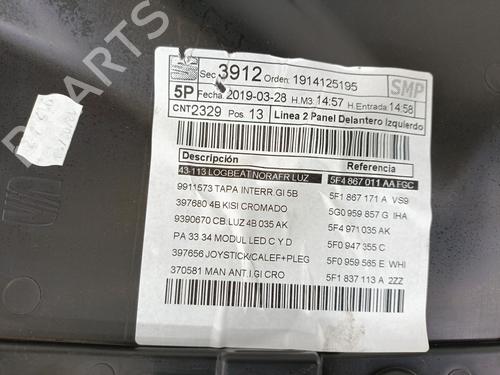 Sec 3912 Orden: 1914125195 SMP
5P Fecha: 2019-03-28 H.M3 14:57 H.Entrada: 14:58
CNT 2329 Pos. 13 Linea 2 Panel Delantero Izquierdo
Descripción Referencia
43-113 LOGBEAT NORAFR LUZ 5F4 867 011 AA FGC
9911573 TAPA INTERR.GI 5B 5F1 867 171 A VS9
397680 4B KISI CROMADO 5G0 959 857 G IHA
9390670 CB.LUZ 4B 035 AK 5F4 971 035 AK
PA 33 34 MODUL LED C Y D 5F0 947 355 C
397656 JOYSTICK/CALEF+PLEG 5F0 959 565 E WHI
370581 MAN ANT.I.GI CRO 5F1 837 113 A 2ZZ